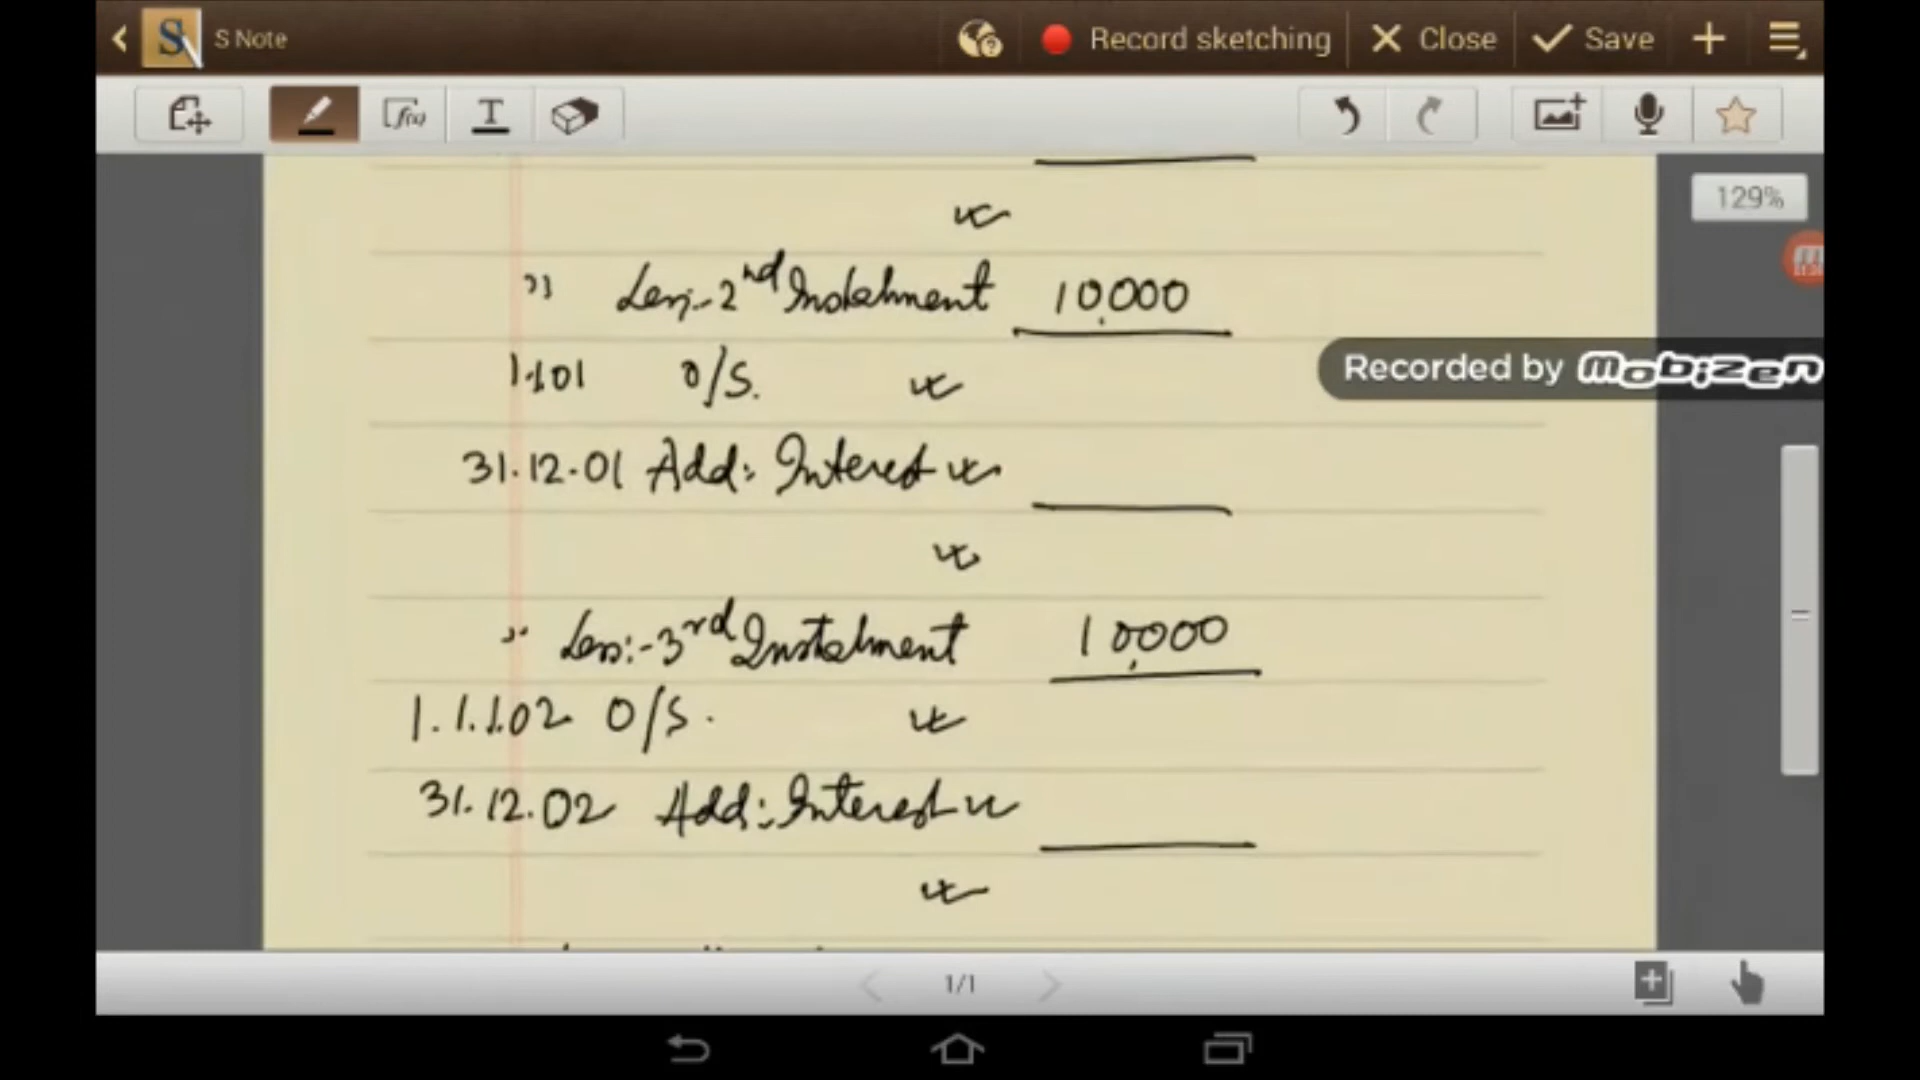 S Note
Record sketching
Close
Save
129%
" Less:- 2nd Instalment 10,000
1.1.01 O/S.
Recorded by mobizen
31.12.01 Add: Interest
" Less:- 3rd Instalment 10,000
1.1.1.02 O/S.
31.12.02 Add: Interest
1/1